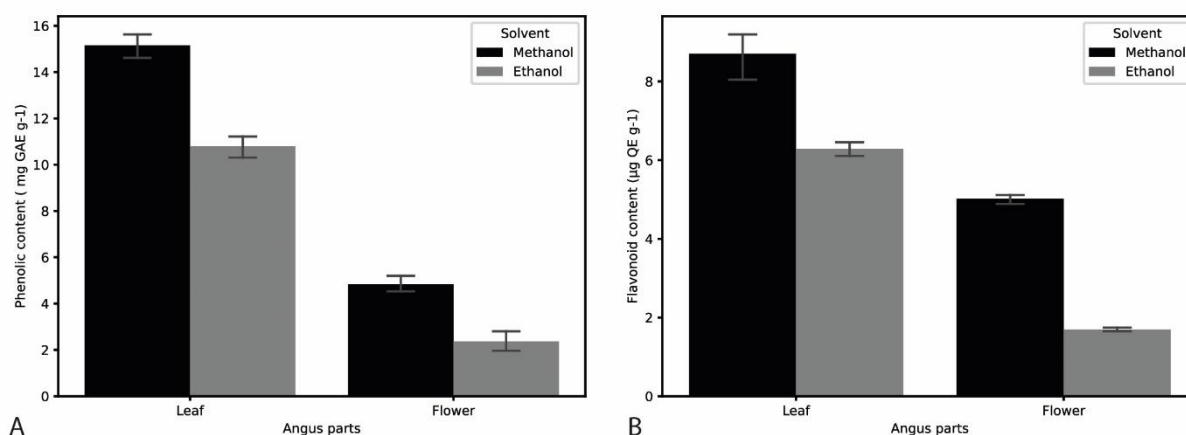 16
14
12
10
8
6
4
2
0
Phenolic content ( mg GAE g-1)
Solvent
Methanol
Ethanol
Leaf
Flower
Angus parts
A
8
6
4
2
0
Flavonoid content (µg QE g-1)
Solvent
Methanol
Ethanol
Leaf
Flower
Angus parts
B